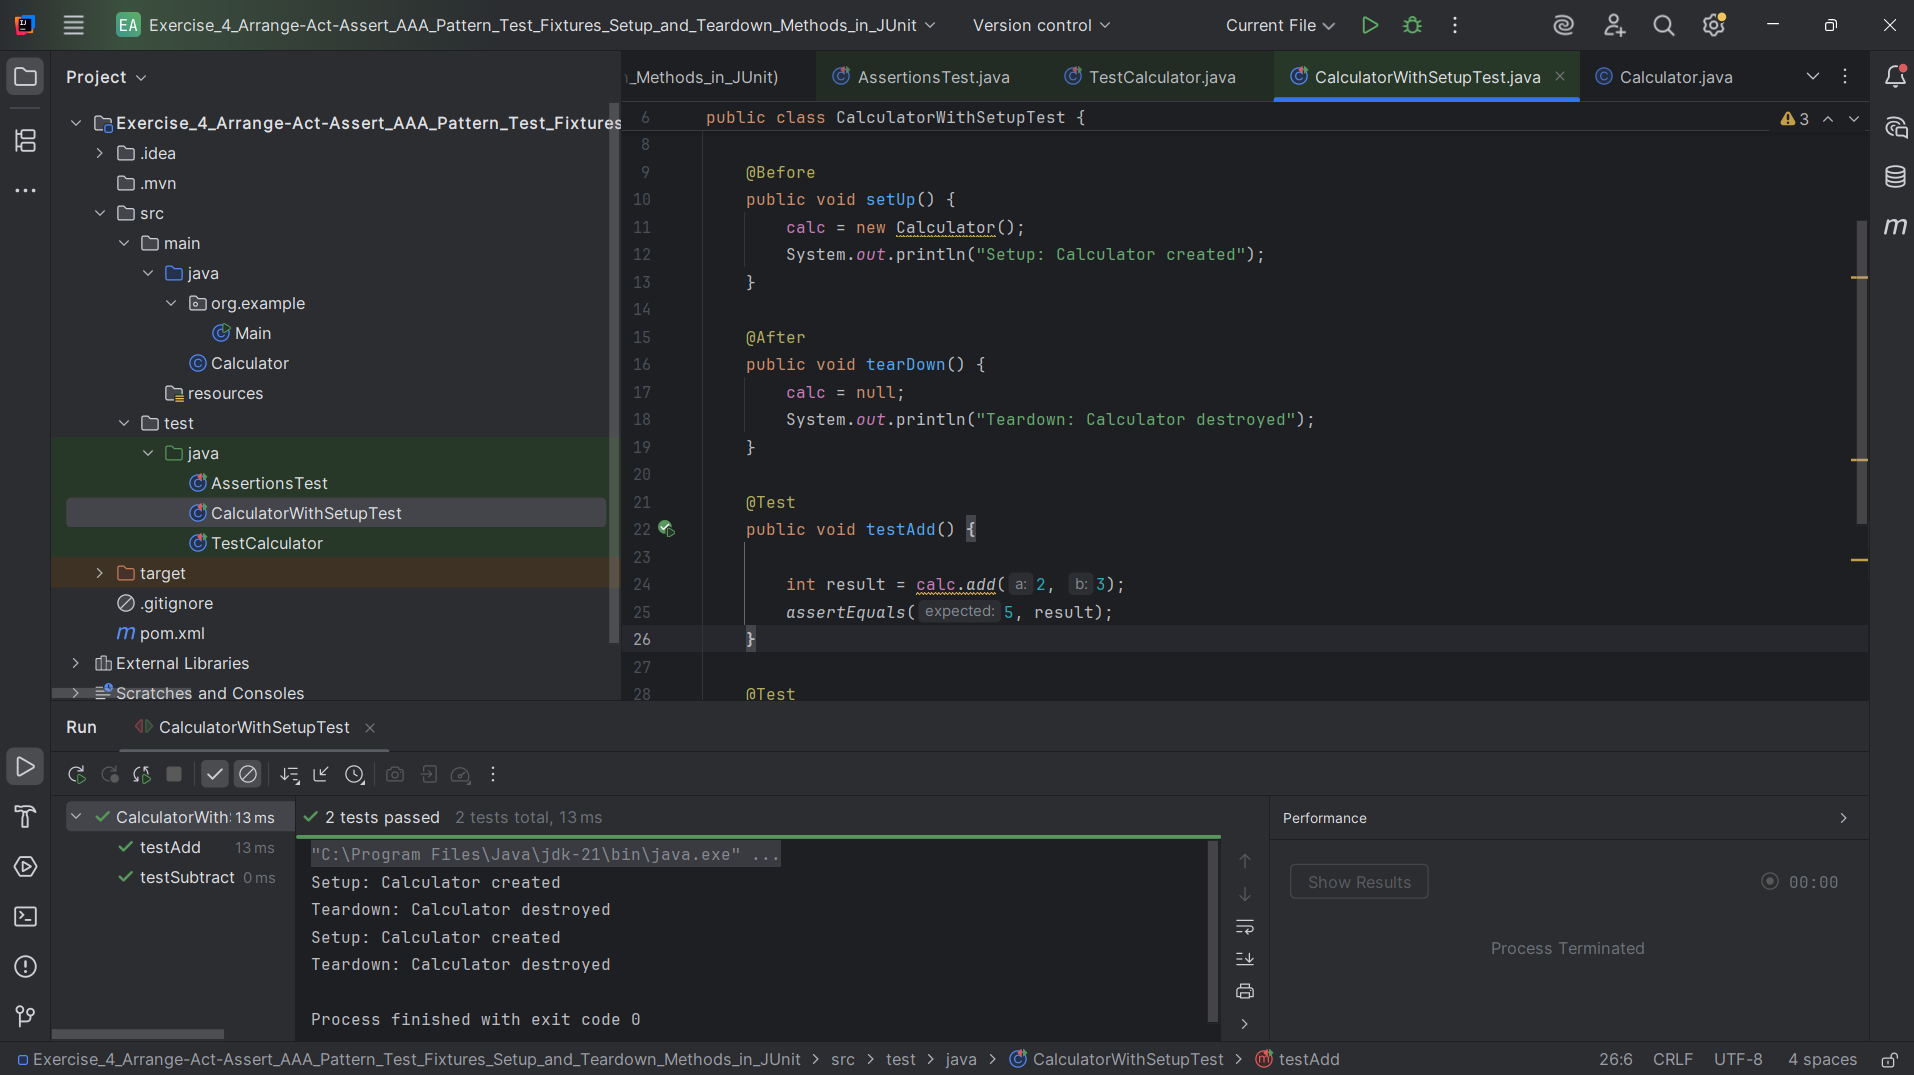 EA Exercise_4_Arrange-Act-Assert_AAA_Pattern_Test_Fixtures_Setup_and_Teardown_Methods_in_JUnit Version control Current File
Project
Exercise_4_Arrange-Act-Assert_AAA_Pattern_Test_Fixtures
.idea
.mvn
src
main
java
org.example
Main
Calculator
resources
test
java
AssertionsTest
CalculatorWithSetupTest
TestCalculator
target
.gitignore
m pom.xml
External Libraries
Scratches and Consoles
_Methods_in_JUnit) AssertionsTest.java TestCalculator.java CalculatorWithSetupTest.java Calculator.java
6 public class CalculatorWithSetupTest { 3
8
9 @Before
10 public void setUp() {
11 calc = new Calculator();
12 System.out.println("Setup: Calculator created");
13 }
14
15 @After
16 public void tearDown() {
17 calc = null;
18 System.out.println("Teardown: Calculator destroyed");
19 }
20
21 @Test
22 public void testAdd() {
23
24 int result = calc.add( a: 2, b: 3);
25 assertEquals( expected: 5, result);
26 }
27
28 @Test
m
Run CalculatorWithSetupTest
CalculatorWith 13 ms
testAdd 13 ms
testSubtract 0 ms
2 tests passed 2 tests total, 13 ms
"C:\Program Files\Java\jdk-21\bin\java.exe" ...
Setup: Calculator created
Teardown: Calculator destroyed
Setup: Calculator created
Teardown: Calculator destroyed
Process finished with exit code 0
Performance
Show Results 00:00
Process Terminated
Exercise_4_Arrange-Act-Assert_AAA_Pattern_Test_Fixtures_Setup_and_Teardown_Methods_in_JUnit > src > test > java > CalculatorWithSetupTest > testAdd 26:6 CRLF UTF-8 4 spaces